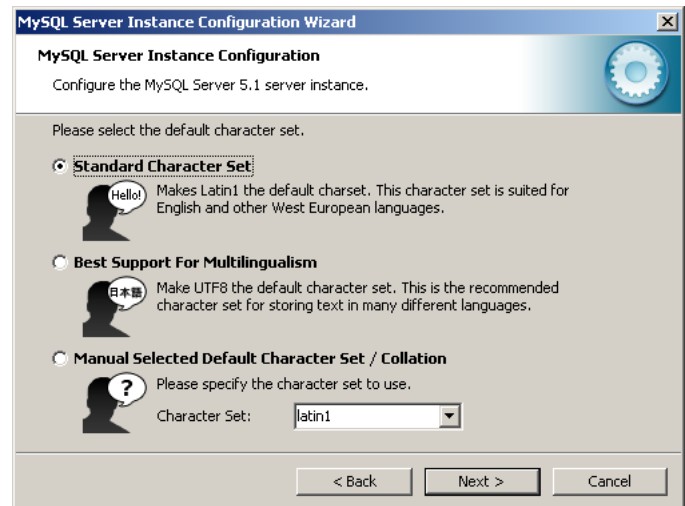 MySQL Server Instance Configuration Wizard
MySQL Server Instance Configuration
Configure the MySQL Server 5.1 server instance.
Please select the default character set.
Standard Character Set
Hello!
Makes Latin1 the default charset. This character set is suited for
English and other West European languages.
Best Support For Multilingualism
日本語
Make UTF8 the default character set. This is the recommended
character set for storing text in many different languages.
Manual Selected Default Character Set / Collation
?
Please specify the character set to use.
Character Set: latin1
< Back Next > Cancel